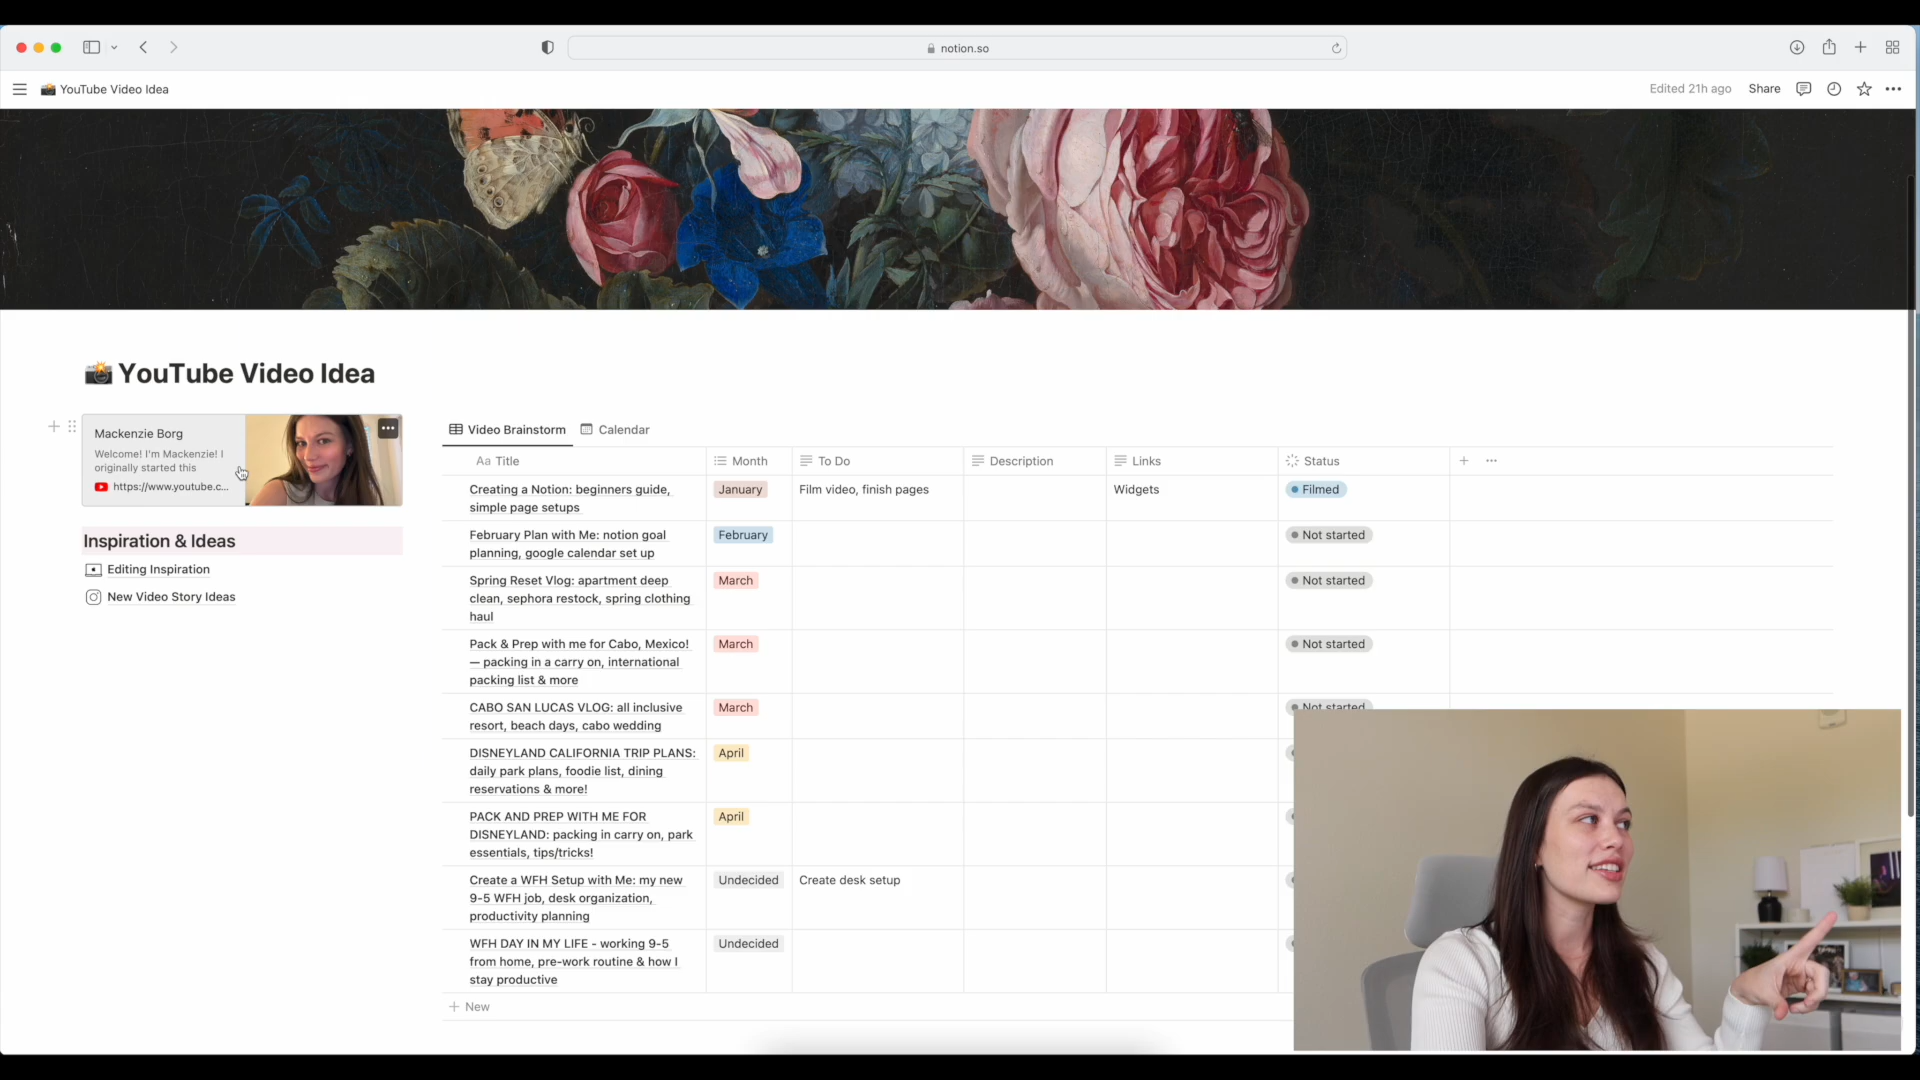 notion.so
YouTube Video Idea
Edited 21h ago
Share
YouTube Video Idea
Mackenzie Borg
Welcome! I'm Mackenzie! I
originally started this
https://www.youtube.c...
Inspiration & Ideas
Editing Inspiration
New Video Story Ideas
Video Brainstorm
Calendar
Aa Title
Month
To Do
Description
Links
Status
Creating a Notion: beginners guide,
simple page setups
January
Film video, finish pages
Widgets
Filmed
February Plan with Me: notion goal
planning, google calendar set up
February
Not started
Spring Reset Vlog: apartment deep
clean, sephora restock, spring clothing
haul
March
Not started
Pack & Prep with me for Cabo, Mexico!
— packing in a carry on, international
packing list & more
March
Not started
CABO SAN LUCAS VLOG: all inclusive
resort, beach days, cabo wedding
March
Not started
DISNEYLAND CALIFORNIA TRIP PLANS:
daily park plans, foodie list, dining
reservations & more!
April
PACK AND PREP WITH ME FOR
DISNEYLAND: packing in carry on, park
essentials, tips/tricks!
April
Create a WFH Setup with Me: my new
9-5 WFH job, desk organization,
productivity planning
Undecided
Create desk setup
WFH DAY IN MY LIFE - working 9-5
from home, pre-work routine & how I
stay productive
Undecided
New